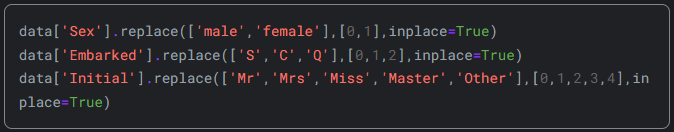 data['Sex'].replace(['male','female'],[0,1],inplace=True)
data['Embarked'].replace(['S','C','Q'],[0,1,2],inplace=True)
data['Initial'].replace(['Mr','Mrs','Miss','Master','Other'],[0,1,2,3,4],in
place=True)